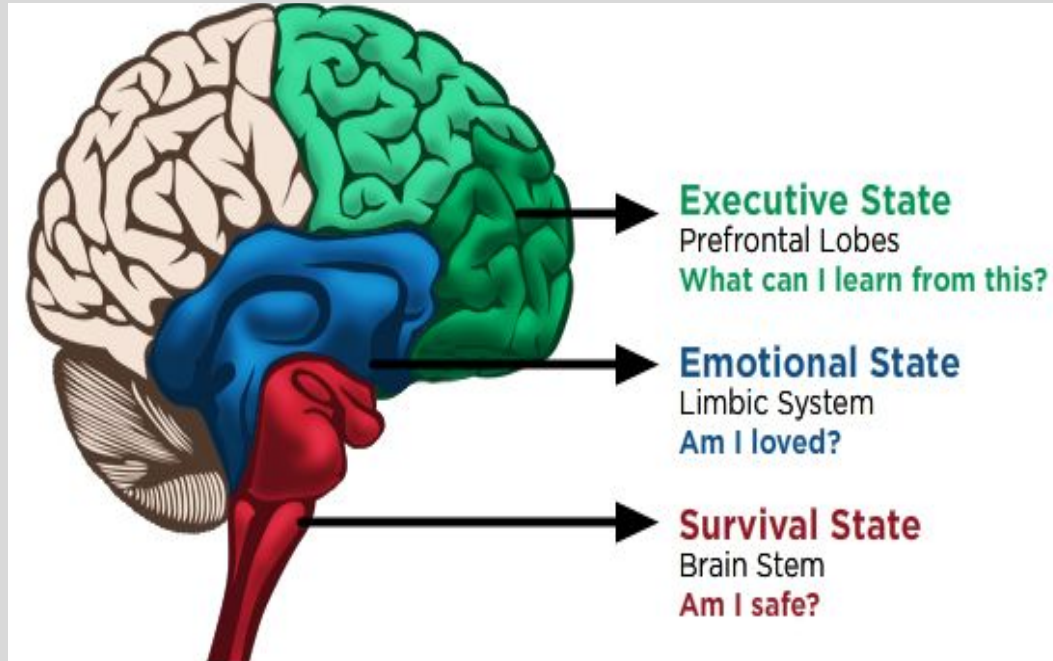 Executive State
Prefrontal Lobes
What can I learn from this?
Emotional State
Limbic System
Am I loved?
Survival State
Brain Stem
Am I safe?